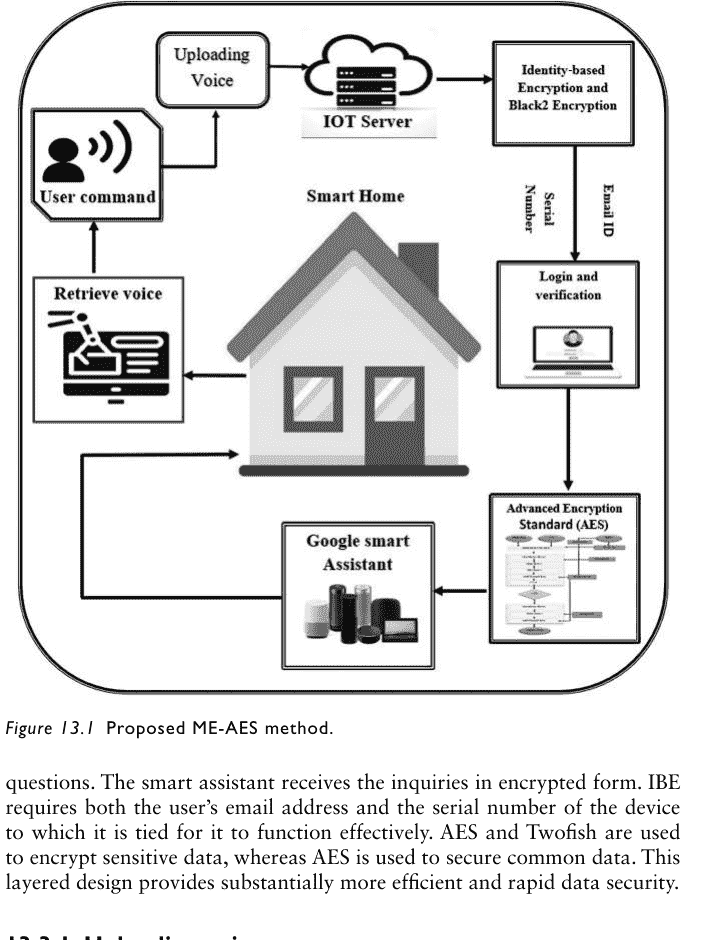 Uploading
Voice
IOT Server
Identity-based
Encryption and
Black2 Encryption
User command
Smart Home
Serial
Number
Email ID
Login and
verification
Retrieve voice
Advanced Encryption
Standard (AES)
Google smart
Assistant
Figure 13.1 Proposed ME-AES method.
questions. The smart assistant receives the inquiries in encrypted form. IBE
requires both the user's email address and the serial number of the device
to which it is tied for it to function effectively. AES and Twofish are used
to encrypt sensitive data, whereas AES is used to secure common data. This
layered design provides substantially more efficient and rapid data security.